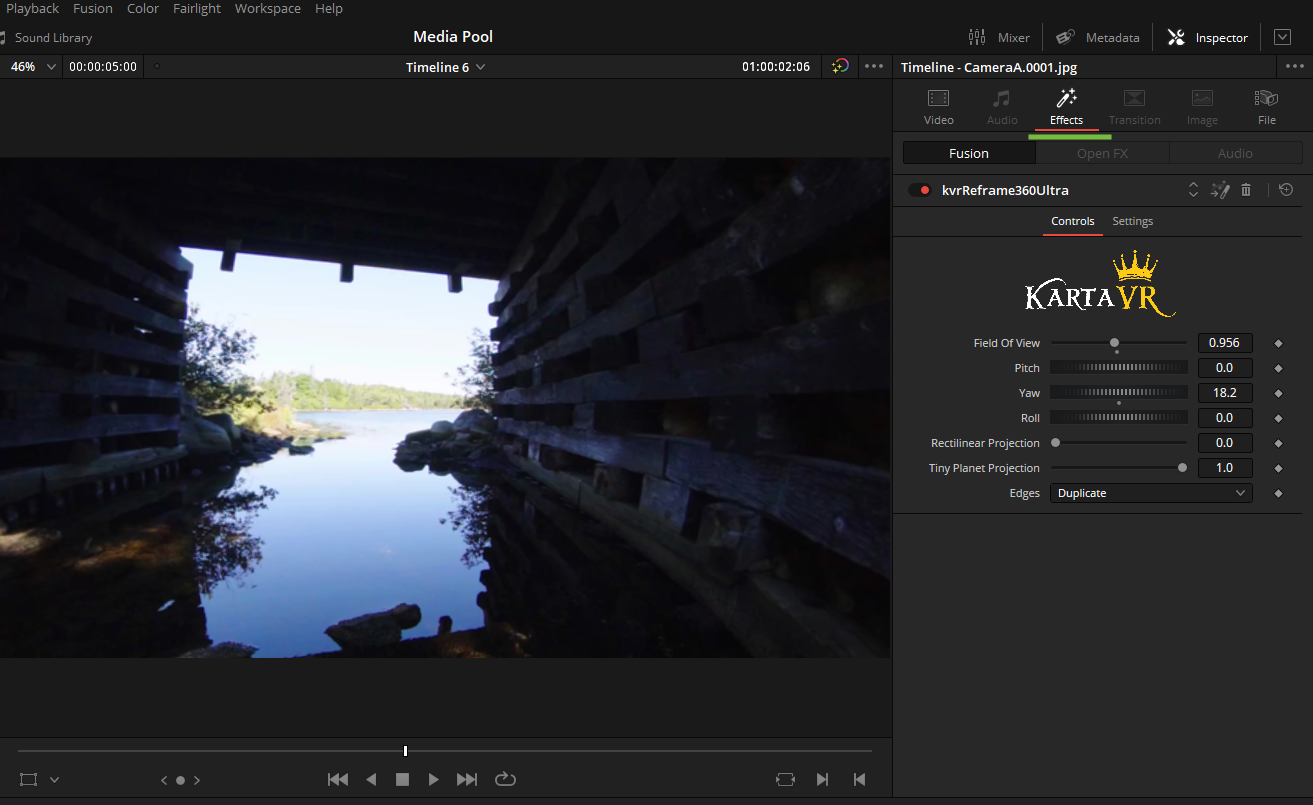 Playback Fusion Color Fairlight Workspace Help
Sound Library Media Pool Mixer Metadata Inspector
46% 00:00:05:00 Timeline 6 01:00:02:06 Timeline - CameraA.0001.jpg
Video Audio Effects Transition Image File
Fusion Open FX Audio
kvrReframe360Ultra
Controls Settings
KARTAVR
Field Of View 0.956
Pitch 0.0
Yaw 18.2
Roll 0.0
Rectilinear Projection 0.0
Tiny Planet Projection 1.0
Edges Duplicate